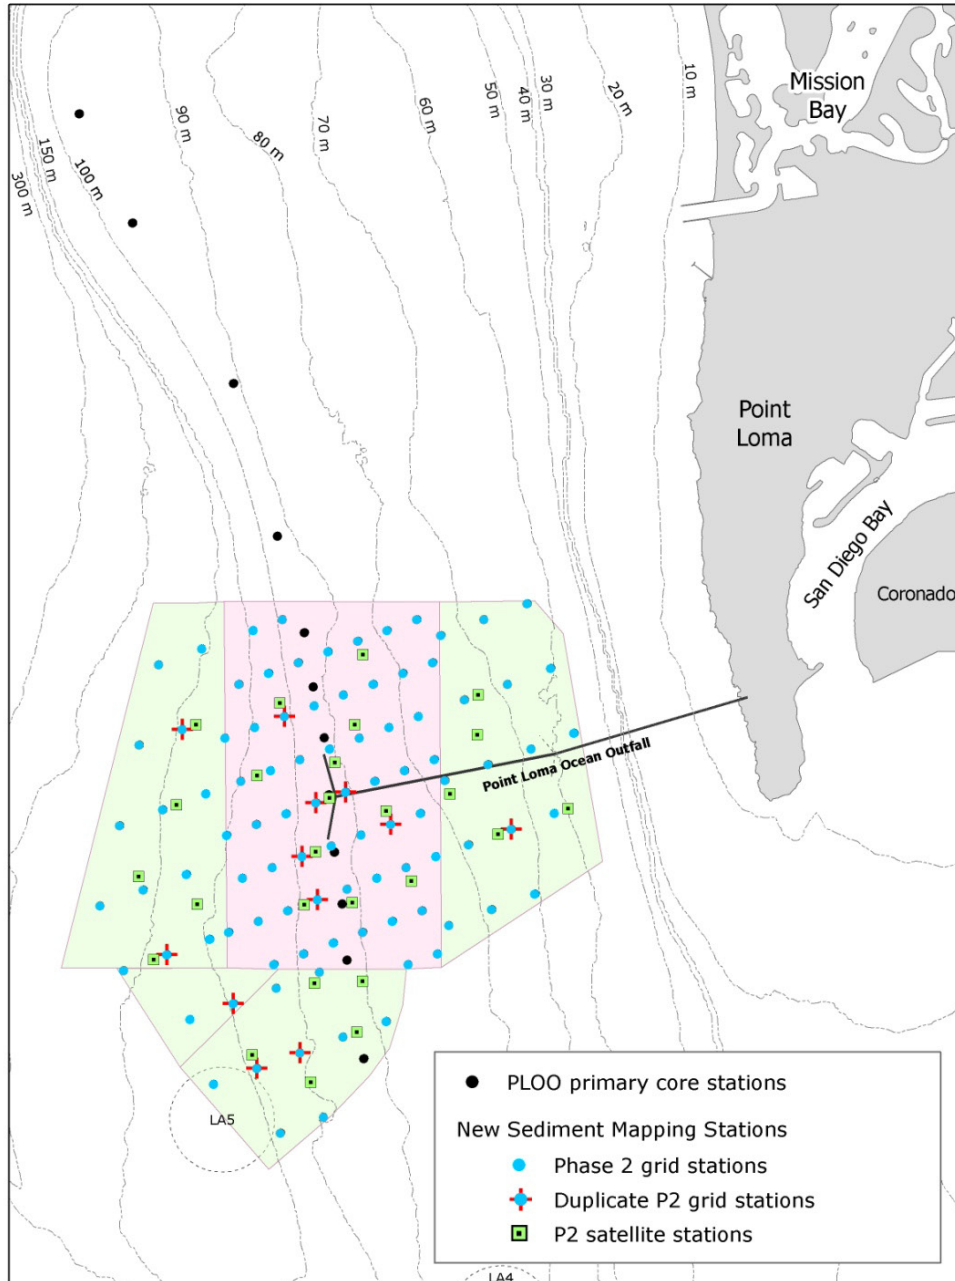 Mission
Bay
10 m
20 m
30 m
40 m
50 m
60 m
70 m
80 m
90 m
100 m
150 m
300 m
Point
Loma
San Diego Bay
Coronado
Point Loma Ocean Outfall
LA5
PLOO primary core stations
New Sediment Mapping Stations
Phase 2 grid stations
Duplicate P2 grid stations
P2 satellite stations
LA4